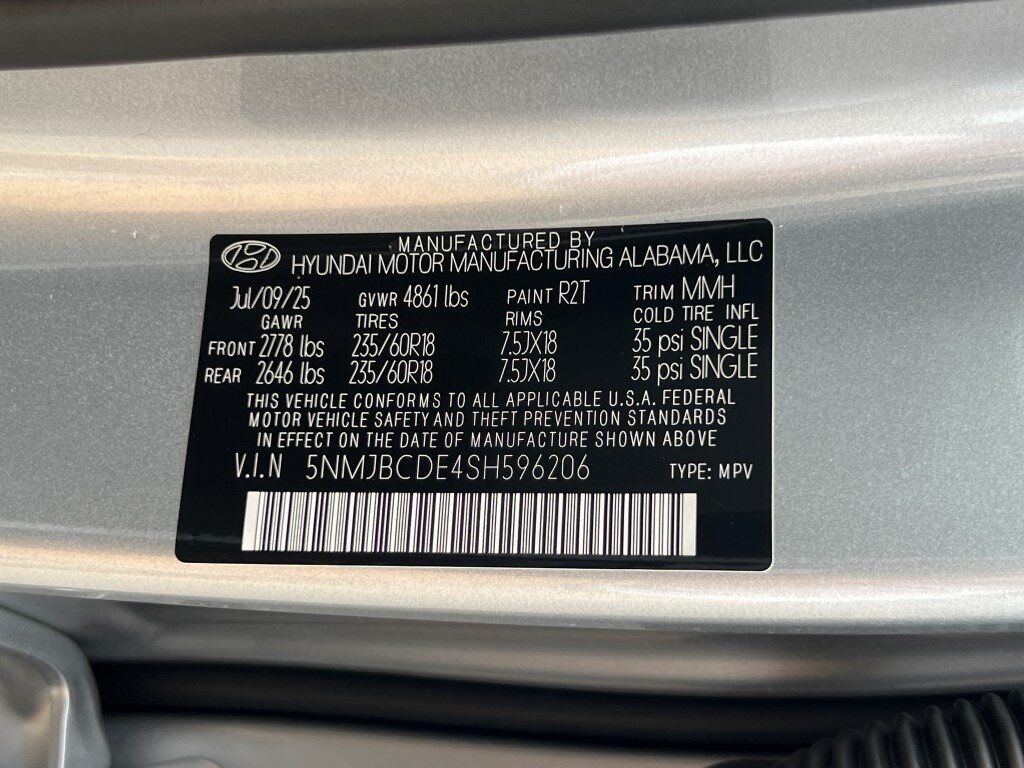 MANUFACTURED BY
HYUNDAI MOTOR MANUFACTURING ALABAMA, LLC
Jul/09/25 GVWR 4861 lbs PAINT R2T TRIM MMH
GAWR TIRES RIMS COLD TIRE INFL
FRONT 2778 lbs 235/60R18 7.5JX18 35 psi SINGLE
REAR 2646 lbs 235/60R18 7.5JX18 35 psi SINGLE
THIS VEHICLE CONFORMS TO ALL APPLICABLE U.S.A. FEDERAL
MOTOR VEHICLE SAFETY AND THEFT PREVENTION STANDARDS
IN EFFECT ON THE DATE OF MANUFACTURE SHOWN ABOVE
V.I.N 5NMJBCDE4SH596206 TYPE: MPV